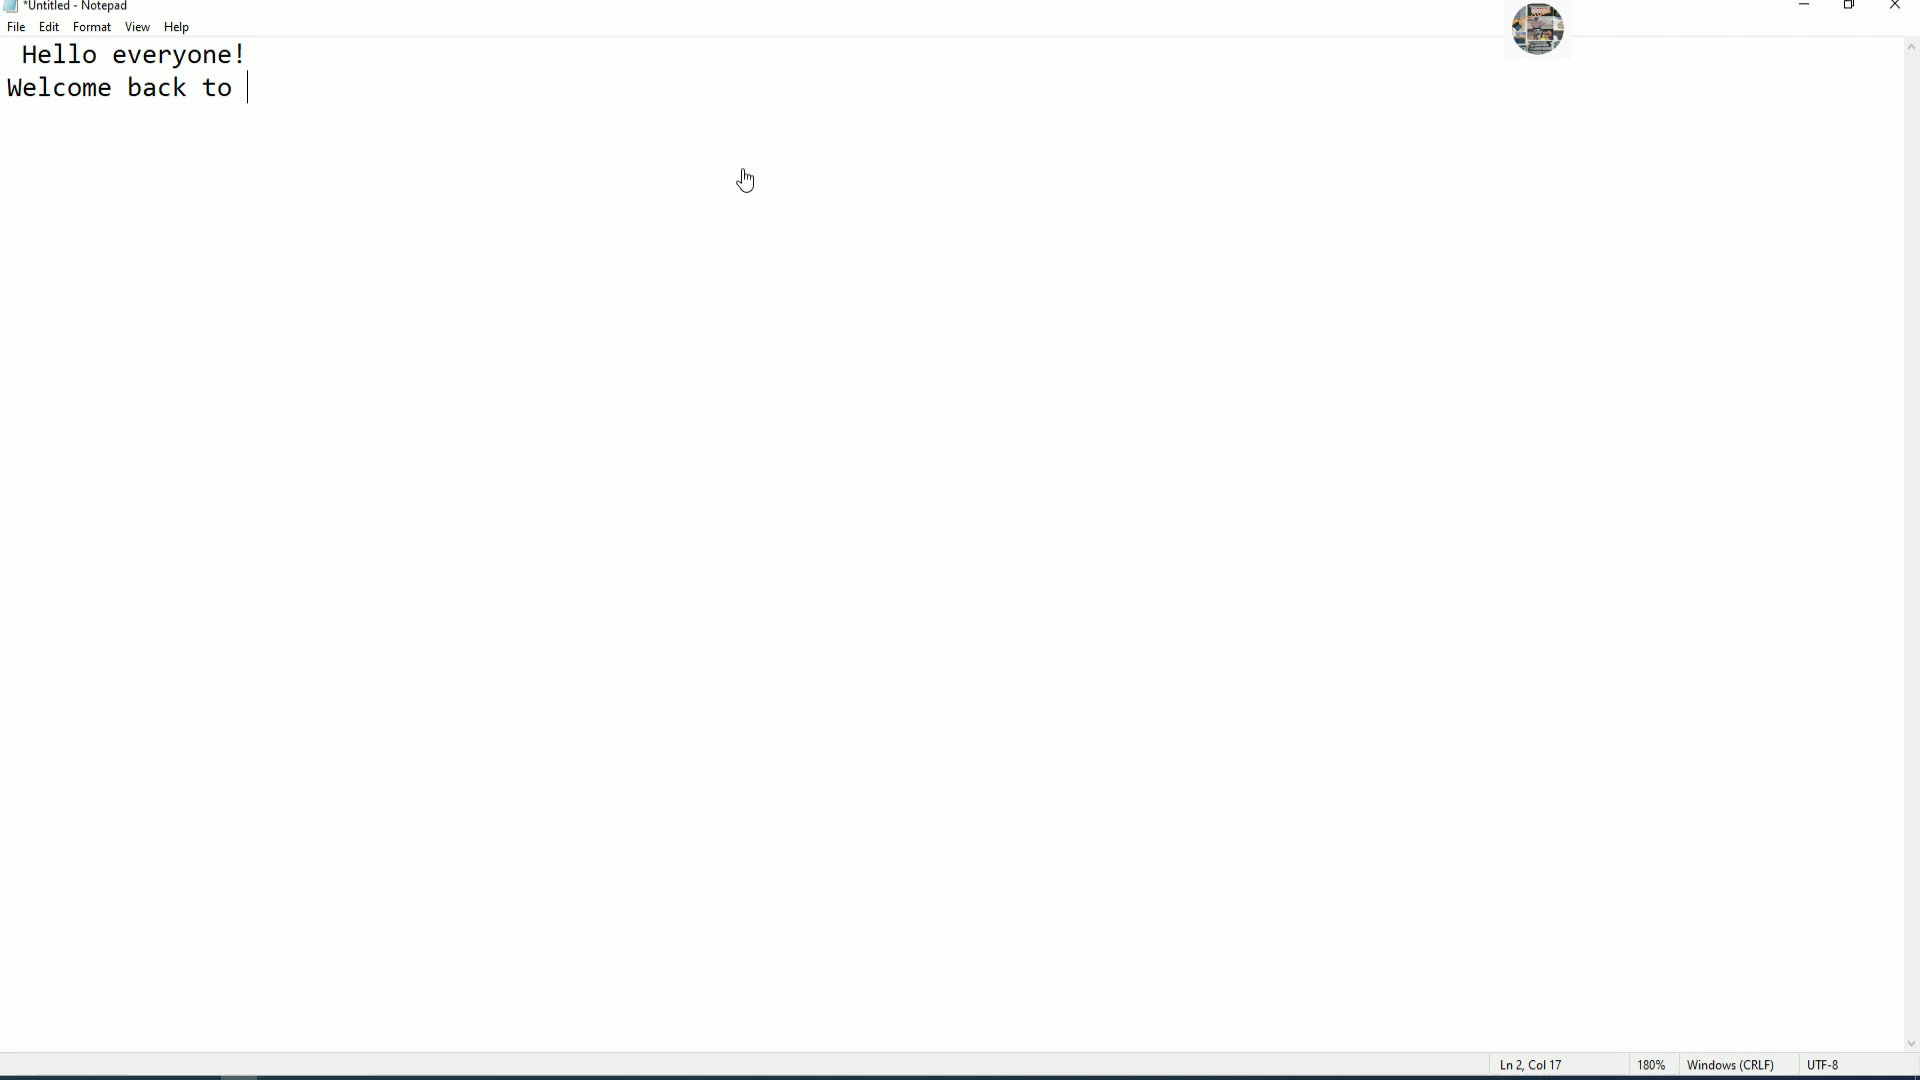 *Untitled - Notepad
File Edit Format View Help
Hello everyone!
Welcome back to
Ln 2, Col 17 180% Windows (CRLF) UTF-8